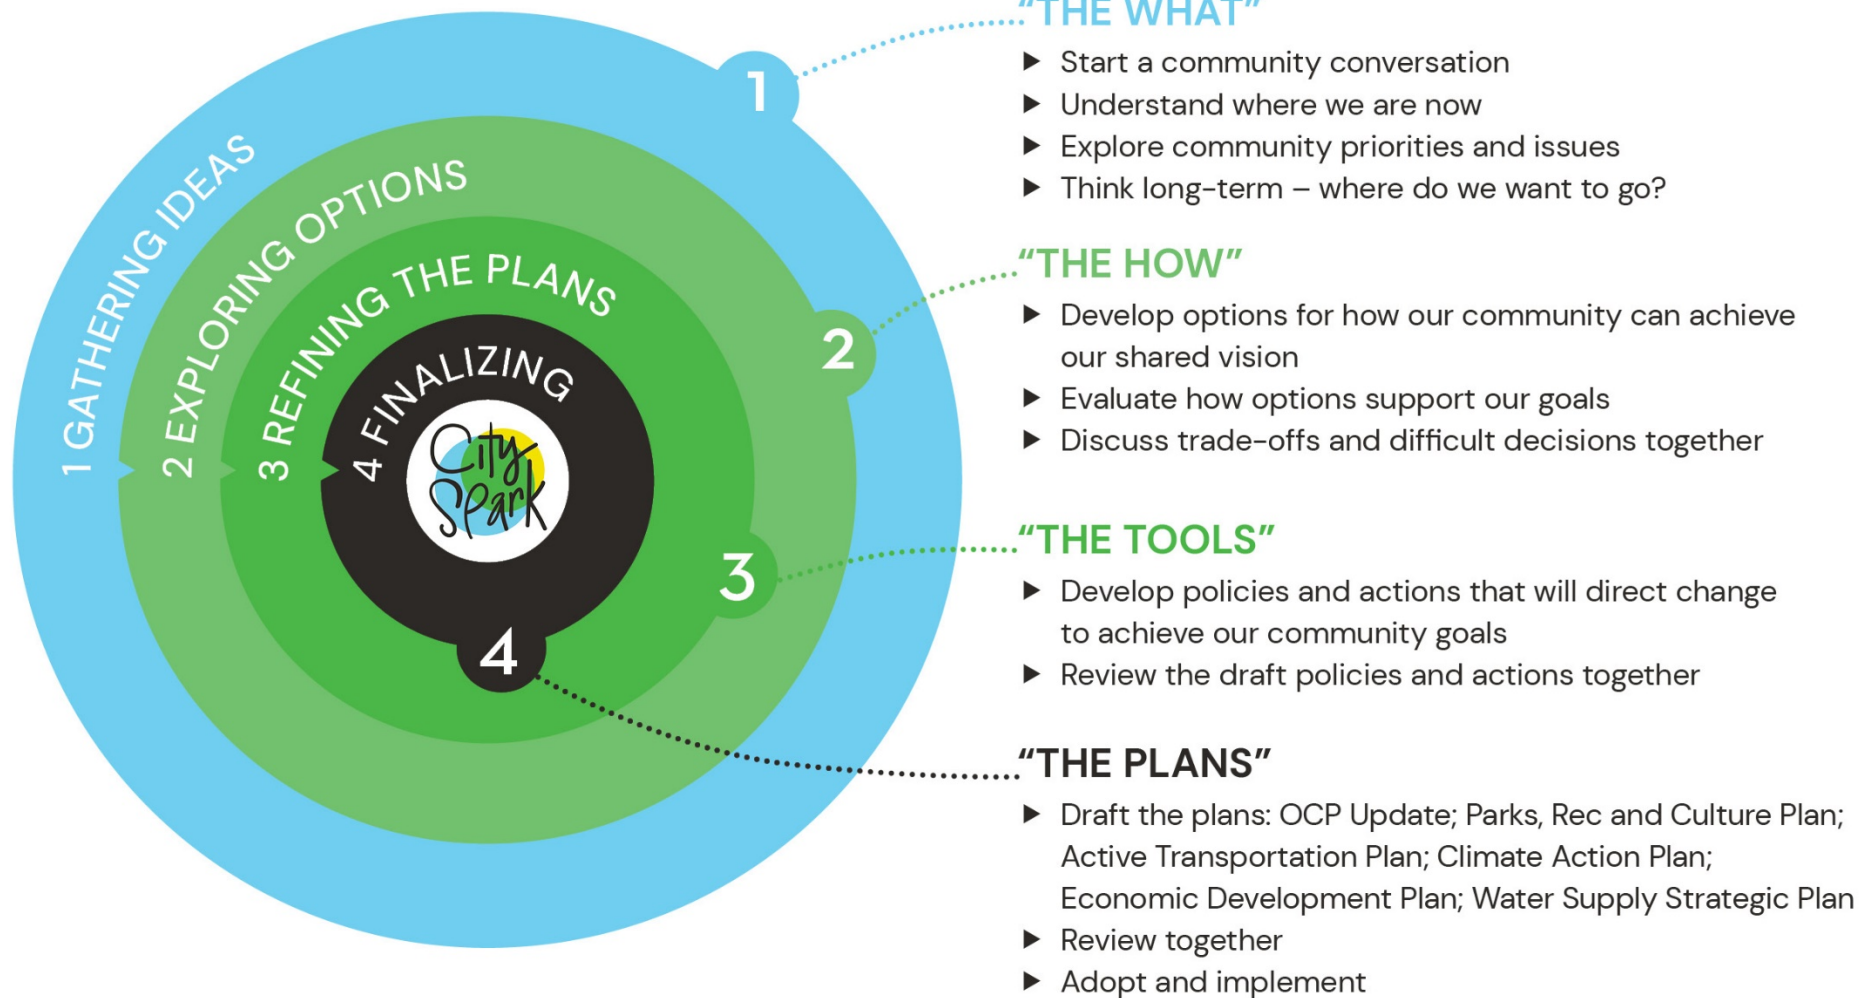 "THE WHAT"
1
▶ Start a community conversation
▶ Understand where we are now
▶ Explore community priorities and issues
▶ Think long-term – where do we want to go?
1 GATHERING IDEAS
2 EXPLORING OPTIONS
3 REFINING THE PLANS
4 FINALIZING
City
Spark
"THE HOW"
2
▶ Develop options for how our community can achieve
our shared vision
▶ Evaluate how options support our goals
▶ Discuss trade-offs and difficult decisions together
"THE TOOLS"
3
▶ Develop policies and actions that will direct change
to achieve our community goals
▶ Review the draft policies and actions together
4
"THE PLANS"
▶ Draft the plans: OCP Update; Parks, Rec and Culture Plan;
Active Transportation Plan; Climate Action Plan;
Economic Development Plan; Water Supply Strategic Plan
▶ Review together
▶ Adopt and implement